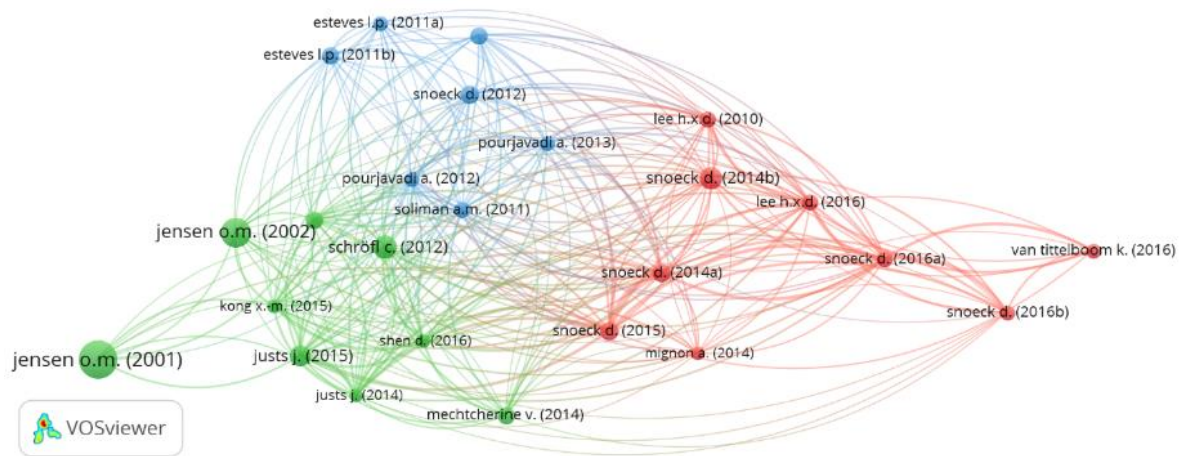 esteves l.p. (2011a)
esteves l.p. (2011b)
snoeck d. (2012)
lee h.x.d. (2010)
pourjavadi a. (2013)
pourjavadi a. (2012)
snoeck d. (2014b)
lee h.x.d. (2016)
soliman a.m. (2011)
jensen o.m. (2002)
schröfl c. (2012)
van tittelboom k. (2016)
snoeck d. (2016a)
snoeck d. (2014a)
kong x.-m. (2015)
snoeck d. (2016b)
snoeck d. (2015)
shen d. (2016)
mignon a. (2014)
justs j. (2015)
jensen o.m. (2001)
justs j. (2014)
mechtcherine v. (2014)
VOSviewer